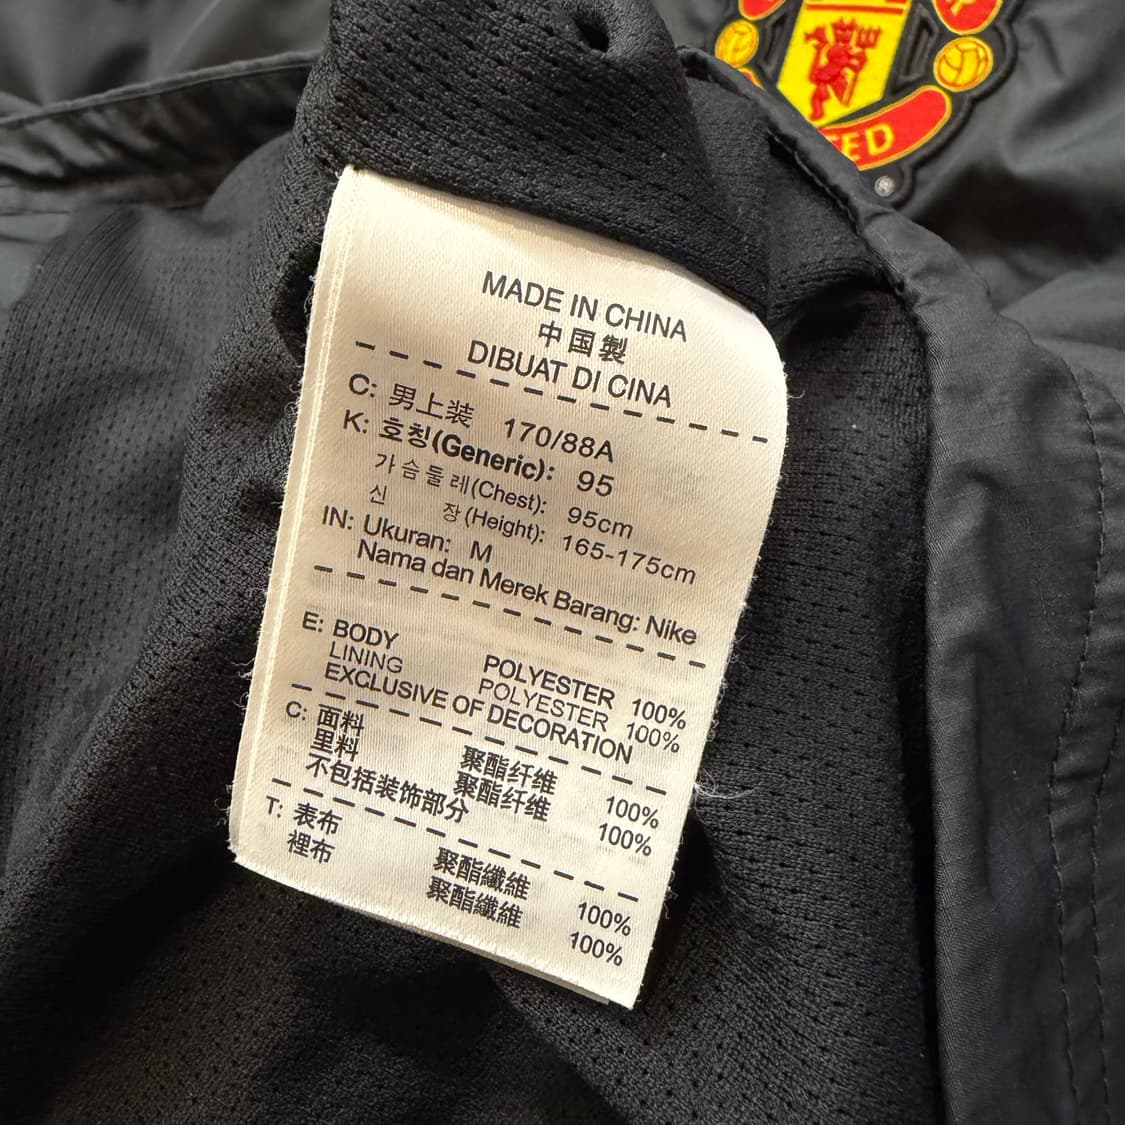 TED
®
MADE IN CHINA
中国製
DIBUAT DI CINA
C: 男上装 170/88A
K: 호칭(Generic): 95
가슴둘레(Chest): 95cm
신 장(Height): 165-175cm
IN: Ukuran: M
Nama dan Merek Barang: Nike
E: BODY POLYESTER 100%
LINING POLYESTER 100%
EXCLUSIVE OF DECORATION
C: 面料 聚酯纤维 100%
里料 聚酯纤维 100%
不包括装饰部分
T: 表布 聚酯纖維 100%
裡布 聚酯纖維 100%